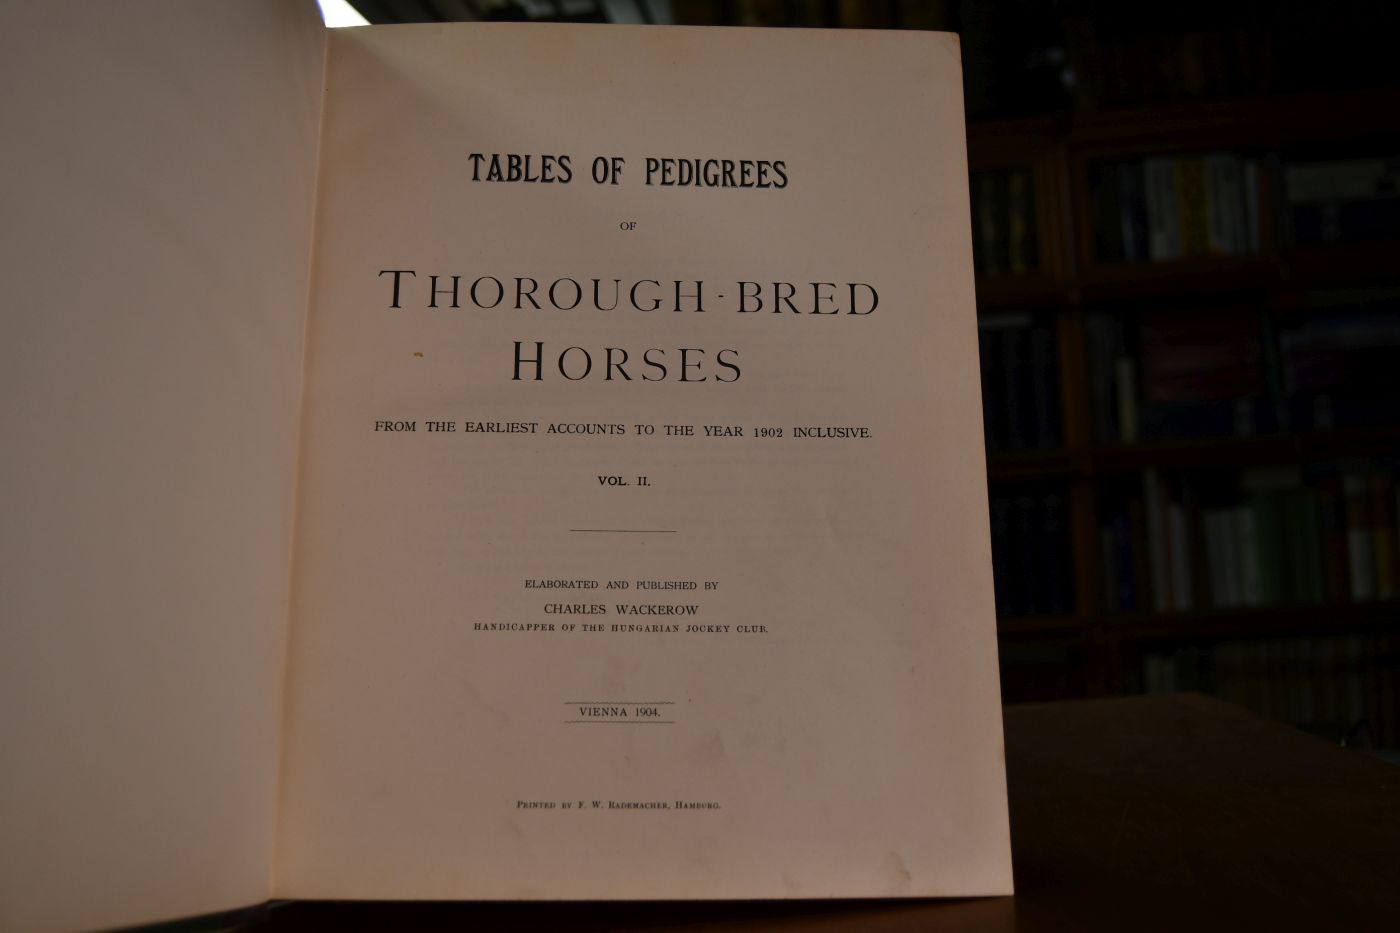 TABLES OF PEDIGREES
OF
THOROUGH-BRED
HORSES
FROM THE EARLIEST ACCOUNTS TO THE YEAR 1902 INCLUSIVE.
VOL. II.
ELABORATED AND PUBLISHED BY
CHARLES WACKEROW
HANDICAPPER OF THE HUNGARIAN JOCKEY CLUB.
VIENNA 1904.
PRINTED BY F. W. RADEMACHER, HAMBURG.